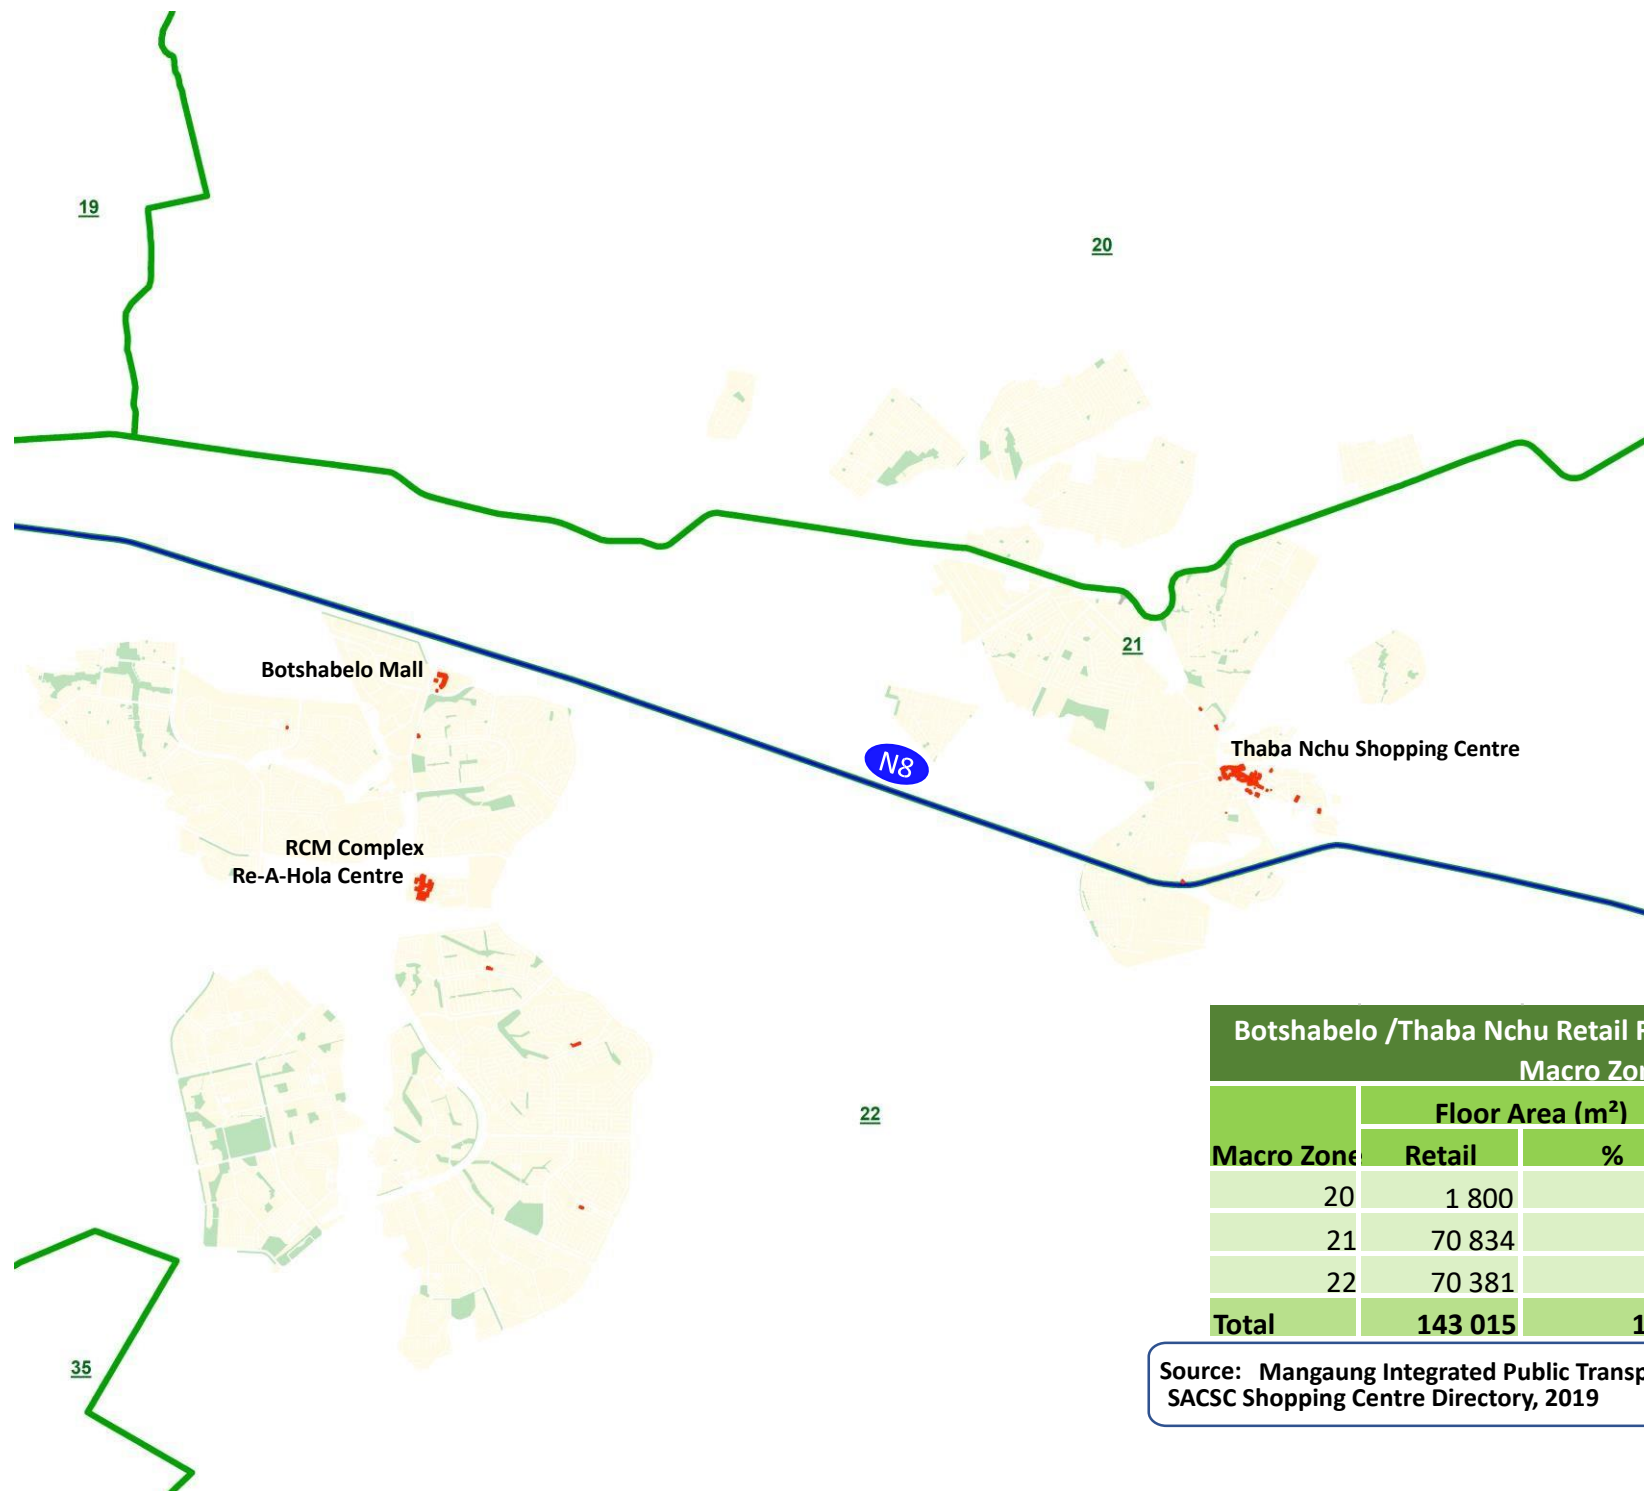 19
20
21
Botshabelo Mall
Thaba Nchu Shopping Centre
N8
RCM Complex
Re-A-Hola Centre
22
35
Botshabelo /Thaba Nchu Retail
Macro
Floor Area (m²)
Macro Zone Retail %
20 1 800
21 70 834
22 70 381
Total 143 015
Source: Mangaung Integrated Public
SACSC Shopping Centre Directory, 2019